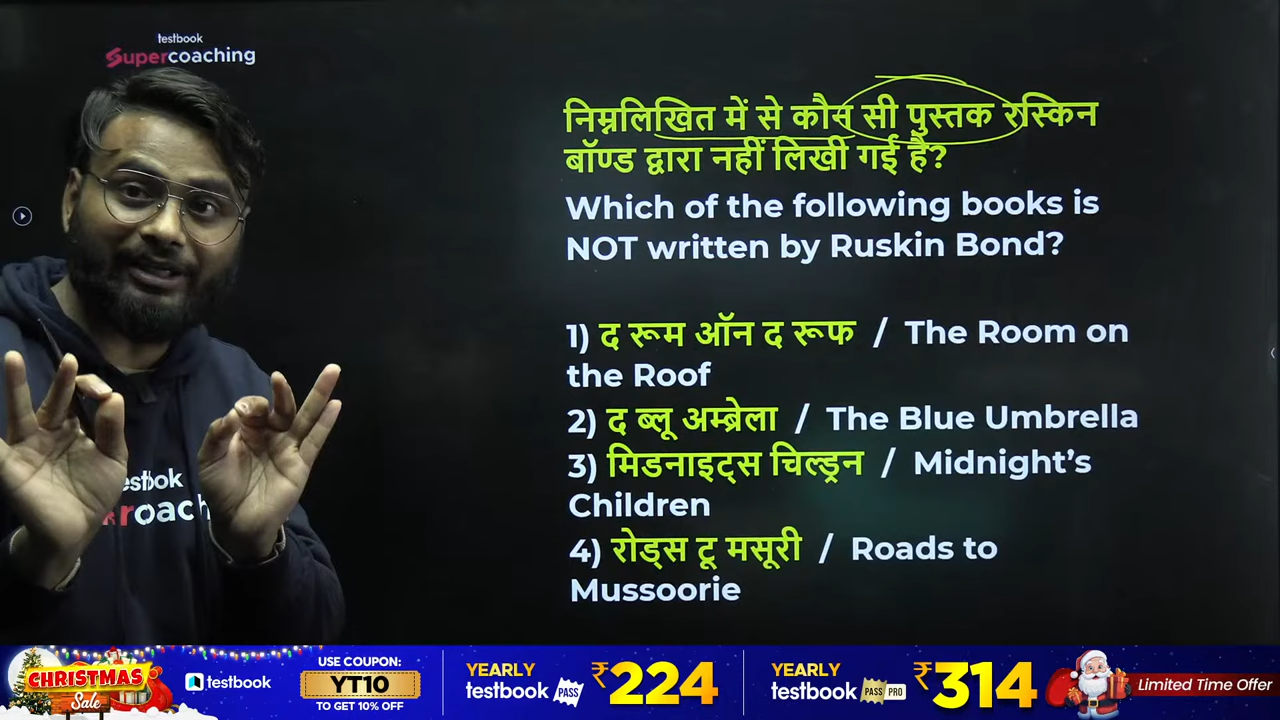 testbook
Supercoaching
निम्नलिखित में से कौन सी पुस्तक रस्किन
बॉण्ड द्वारा नहीं लिखी गई है?
Which of the following books is
NOT written by Ruskin Bond?
1) द रूम ऑन द रूफ / The Room on
the Roof
2) द ब्लू अम्ब्रेला / The Blue Umbrella
3) मिडनाइट्स चिल्ड्रन / Midnight's
Children
4) रोड्स टू मसूरी / Roads to
Mussoorie
CHRISTMAS
Sale
testbook
USE COUPON:
YT10
TO GET 10% OFF
YEARLY
testbook PASS
₹224
YEARLY
testbook PASS PRO
₹314
Limited Time Offer